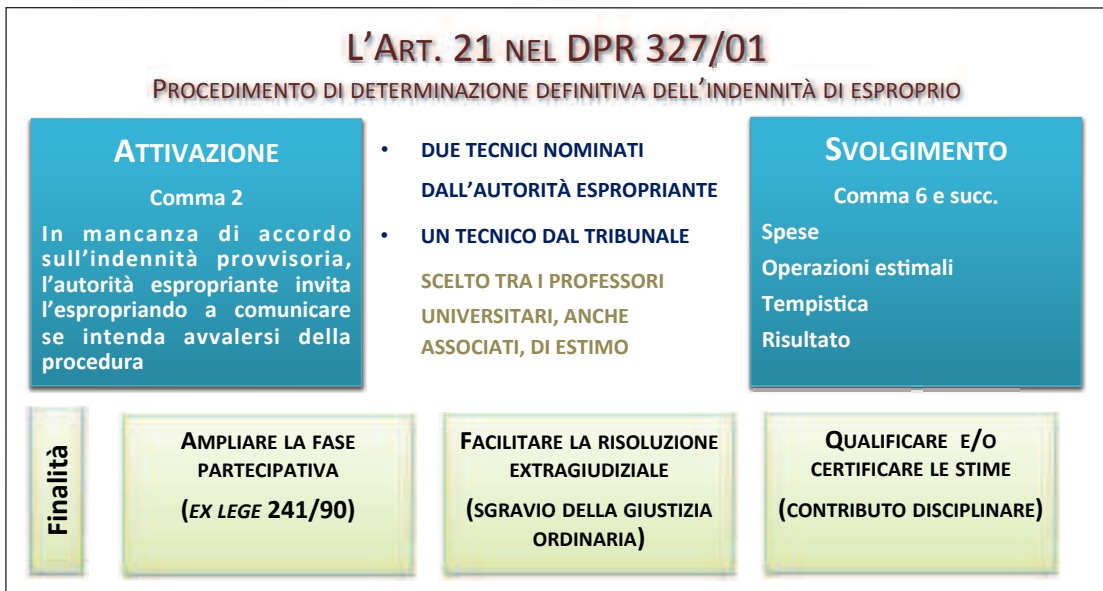 L'ART. 21 NEL DPR 327/01
PROCEDIMENTO DI DETERMINAZIONE DEFINITIVA DELL'INDENNITÀ DI ESPROPRIO
ATTIVAZIONE
Comma 2
In mancanza di accordo
sull'indennità provvisoria,
l'autorità espropriante invita
l'espropriando a comunicare
se intenda avvalersi della
procedura
• DUE TECNICI NOMINATI
DALL'AUTORITÀ ESPROPRIANTE
• UN TECNICO DAL TRIBUNALE
SCELTO TRA I PROFESSORI
UNIVERSITARI, ANCHE
ASSOCIATI, DI ESTIMO
SVOLGIMENTO
Comma 6 e succ.
Spese
Operazioni estimali
Tempistica
Risultato
Finalità
AMPLIARE LA FASE
PARTECIPATIVA
(EX LEGE 241/90)
FACILITARE LA RISOLUZIONE
EXTRAGIUDIZIALE
(SGRAVIO DELLA GIUSTIZIA
ORDINARIA)
QUALIFICARE E/O
CERTIFICARE LE STIME
(CONTRIBUTO DISCIPLINARE)